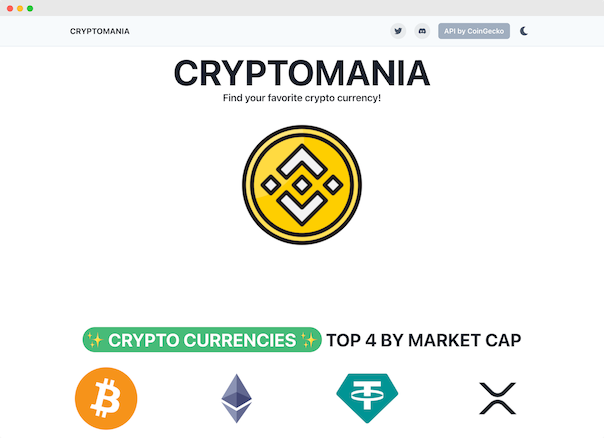 CRYPTOMANIA
API by CoinGecko
CRYPTOMANIA
Find your favorite crypto currency!
✨ CRYPTO CURRENCIES ✨ TOP 4 BY MARKET CAP